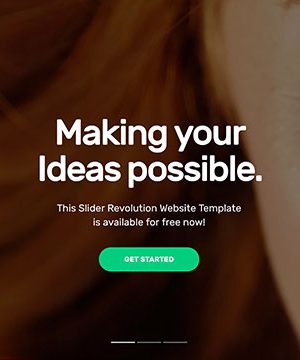 Making your
Ideas possible.
This Slider Revolution Website Template
is available for free now!
GET STARTED